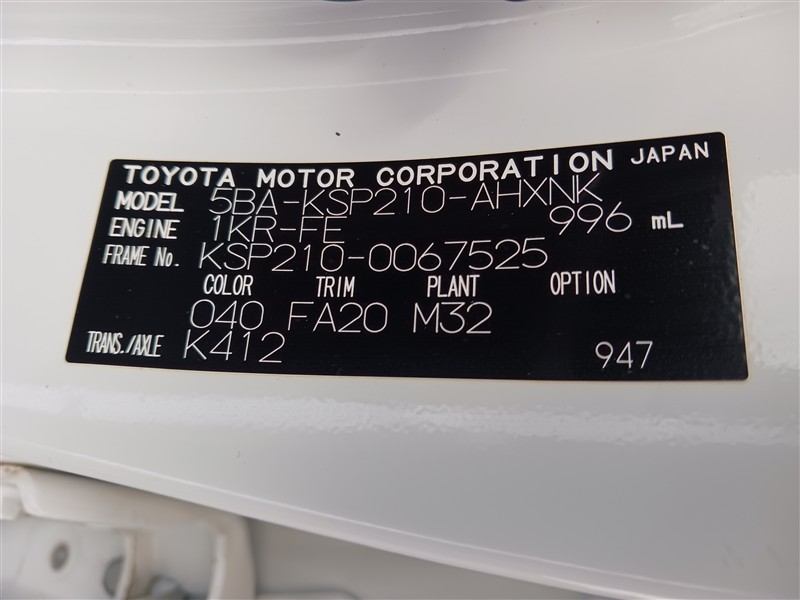 TOYOTA MOTOR CORPORATION JAPAN
MODEL 5BA-KSP210-AHXNK
ENGINE 1KR-FE 996 mL
FRAME No. KSP210-0067525
COLOR TRIM PLANT OPTION
040 FA20 M32
TRANS./AXLE K412 947